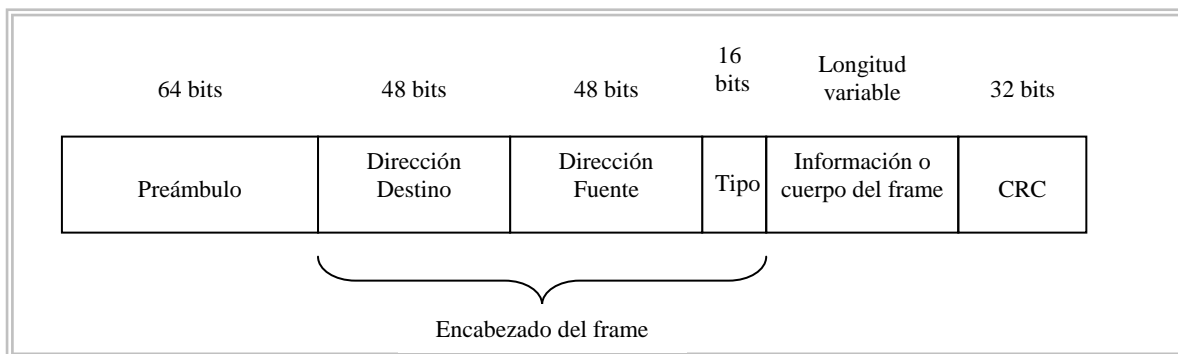 64 bits
48 bits
48 bits
16
bits
Longitud
variable
32 bits
Preámbulo
Dirección
Destino
Dirección
Fuente
Tipo
Información o
cuerpo del frame
CRC
Encabezado del frame